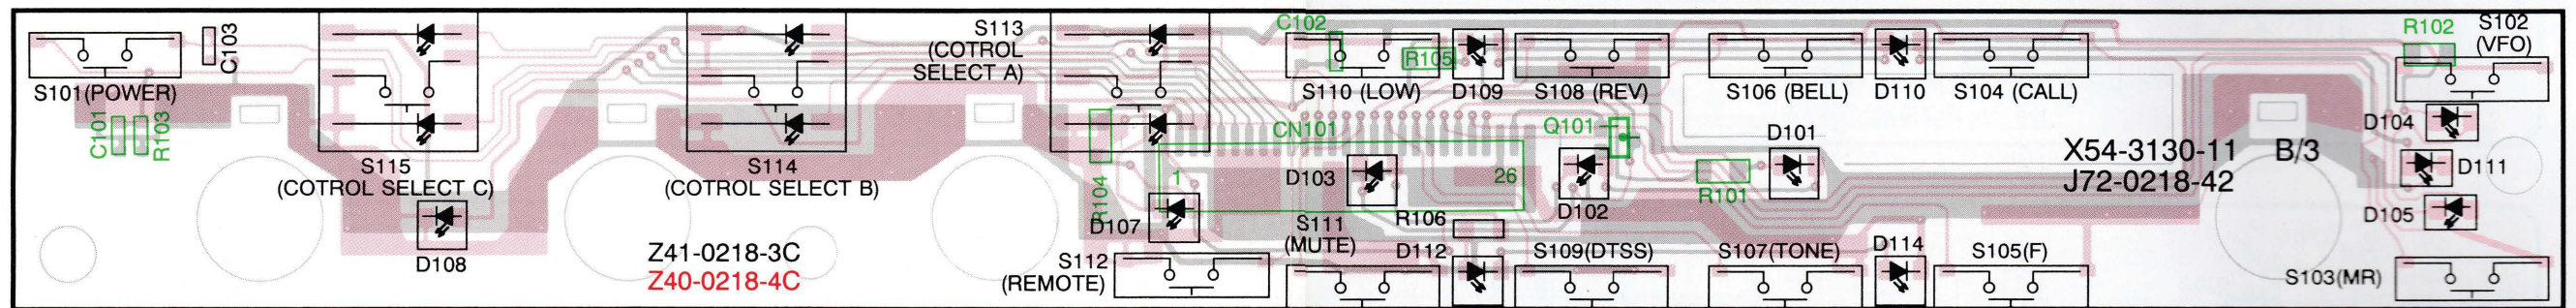 S101(POWER)
C103
C101
R103
S115
(COTROL SELECT C)
D108
S114
(COTROL SELECT B)
Z41-0218-3C
Z40-0218-4C
S113
(COTROL
SELECT A)
R104
D107
S112
(REMOTE)
C102
R105
S110 (LOW)
D109
S108 (REV)
CN101
1
26
D103
Q101
D102
R106
S111
(MUTE)
D112
S109(DTSS)
S106 (BELL)
D110
S104 (CALL)
D101
R101
S107(TONE)
D114
S105(F)
X54-3130-11 B/3
J72-0218-42
R102
S102
(VFO)
D104
D111
D105
S103(MR)